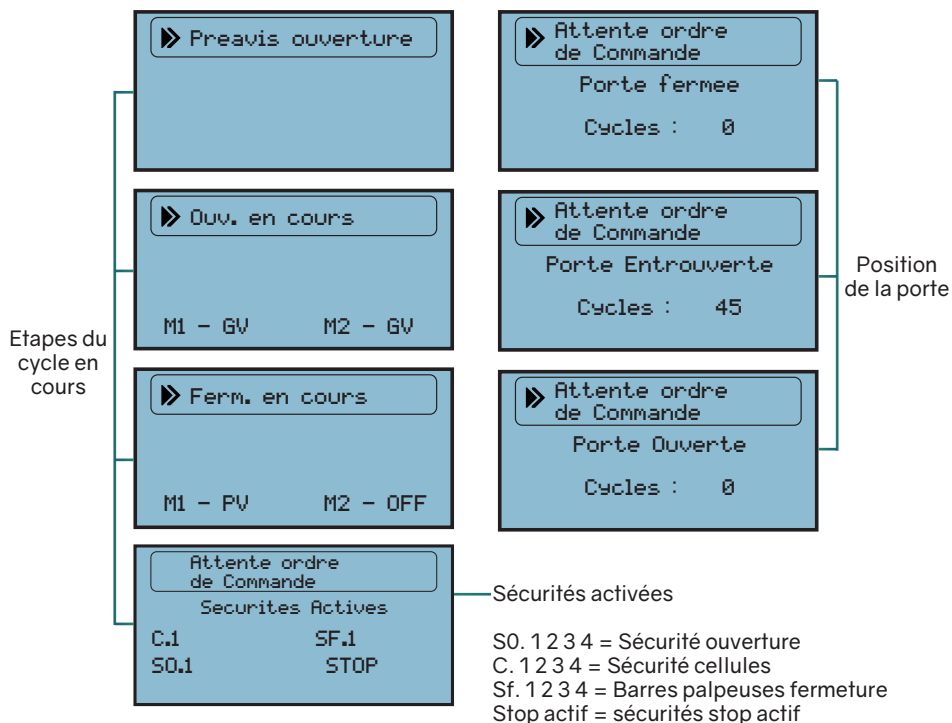 Preavis ouverture
Ouv. en cours
M1 - GV M2 - GV
Etapes du
cycle en
cours
Ferm. en cours
M1 - PV M2 - OFF
Attente ordre
de Commande
Securites Actives
C.1 SF.1
SO.1 STOP
Attente ordre
de Commande
Porte fermee
Cycles : 0
Attente ordre
de Commande
Porte Entrouverte
Cycles : 45
Attente ordre
de Commande
Porte Ouverte
Cycles : 0
Position
de la porte
Sécurités activées
S0. 1 2 3 4 = Sécurité ouverture
C. 1 2 3 4 = Sécurité cellules
Sf. 1 2 3 4 = Barres palpeuses fermeture
Stop actif = sécurités stop actif